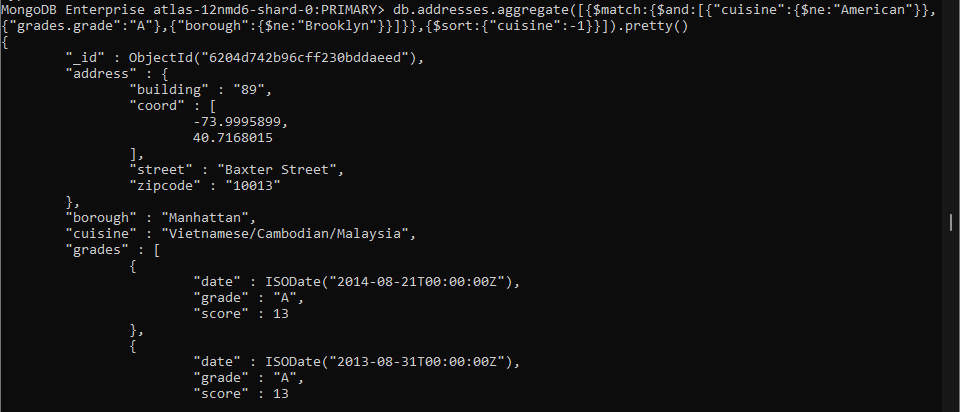 MongoDB Enterprise atlas-12nmd6-shard-0:PRIMARY> db.addresses.aggregate([{$match:{$and:[{"cuisine":{$ne:"American"}},
{"grades.grade":"A"},{"borough":{$ne:"Brooklyn"}}]}},{$sort:{"cuisine":-1}}]).pretty()
{
"_id" : ObjectId("6204d742b96cff230bddaeed"),
"address" : {
"building" : "89",
"coord" : [
-73.9995899,
40.7168015
],
"street" : "Baxter Street",
"zipcode" : "10013"
},
"borough" : "Manhattan",
"cuisine" : "Vietnamese/Cambodian/Malaysia",
"grades" : [
{
"date" : ISODate("2014-08-21T00:00:00Z"),
"grade" : "A",
"score" : 13
},
{
"date" : ISODate("2013-08-31T00:00:00Z"),
"grade" : "A",
"score" : 13